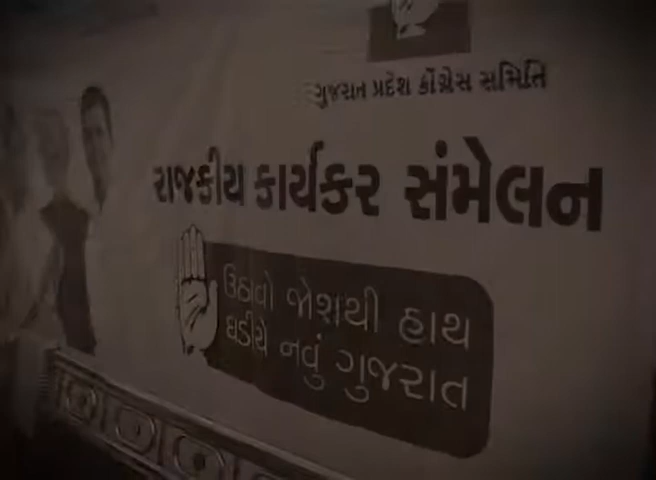 ગુજરાત પ્રદેશ કોંગ્રેસ સમિતિ
રાજકીય કાર્યકર સંમેલન
ઉઠાવો જોશથી હાથ
ઘડીયે નવું ગુજરાત